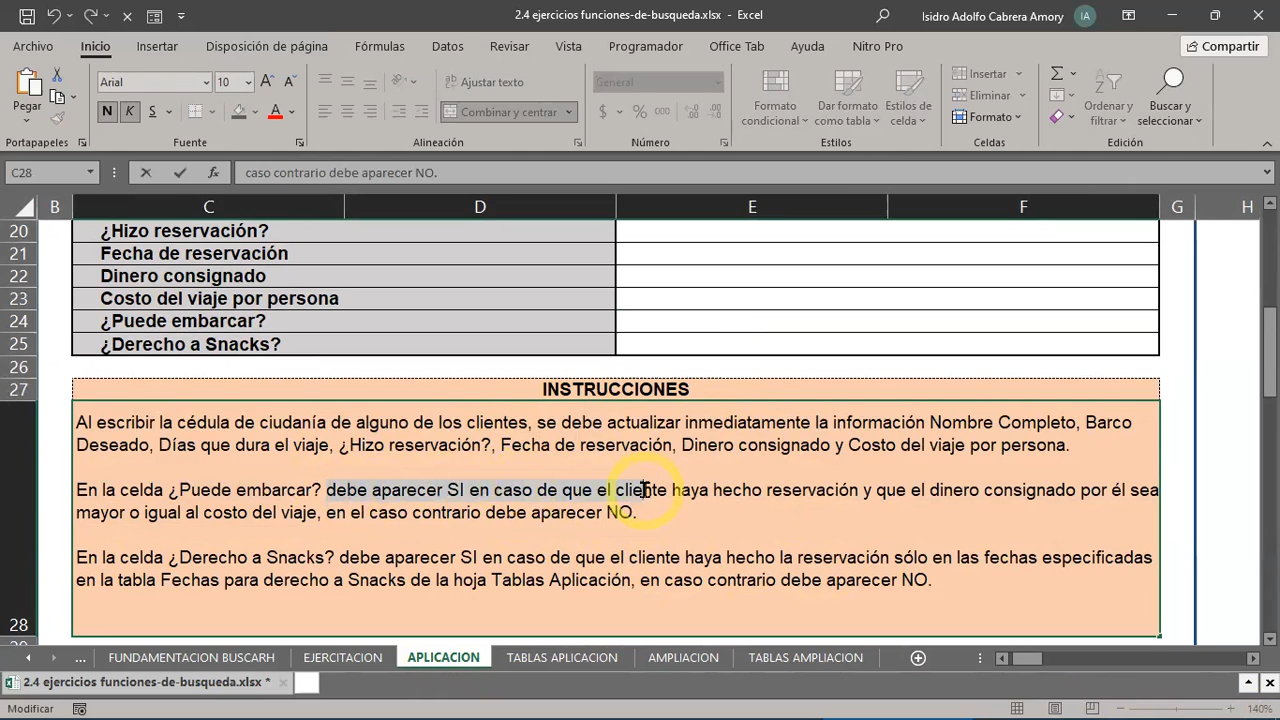 2.4 ejercicios funciones-de-busqueda.xlsx - Excel
Isidro Adolfo Cabrera Amory IA
Archivo Inicio Insertar Disposición de página Fórmulas Datos Revisar Vista Programador Office Tab Ayuda Nitro Pro Compartir
Pegar
Arial 10
N K S
Ajustar texto
Combinar y centrar
General
$ % 000
Formato condicional
Dar formato como tabla
Estilos de celda
Insertar
Eliminar
Formato
Ordenar y filtrar
Buscar y seleccionar
Portapapeles Fuente Alineación Número Estilos Celdas Edición
C28 fx caso contrario debe aparecer NO.
B C D E F G H
20 ¿Hizo reservación?
21 Fecha de reservación
22 Dinero consignado
23 Costo del viaje por persona
24 ¿Puede embarcar?
25 ¿Derecho a Snacks?
26
27 INSTRUCCIONES
Al escribir la cédula de ciudanía de alguno de los clientes, se debe actualizar inmediatamente la información Nombre Completo, Barco
Deseado, Días que dura el viaje, ¿Hizo reservación?, Fecha de reservación, Dinero consignado y Costo del viaje por persona.
En la celda ¿Puede embarcar? debe aparecer SI en caso de que el cliente haya hecho reservación y que el dinero consignado por él sea
mayor o igual al costo del viaje, en el caso contrario debe aparecer NO.
En la celda ¿Derecho a Snacks? debe aparecer SI en caso de que el cliente haya hecho la reservación sólo en las fechas especificadas
en la tabla Fechas para derecho a Snacks de la hoja Tablas Aplicación, en caso contrario debe aparecer NO.
28
... FUNDAMENTACION BUSCARH EJERCITACION APLICACION TABLAS APLICACION AMPLIACION TABLAS AMPLIACION
2.4 ejercicios funciones-de-busqueda.xlsx *
Modificar 140%